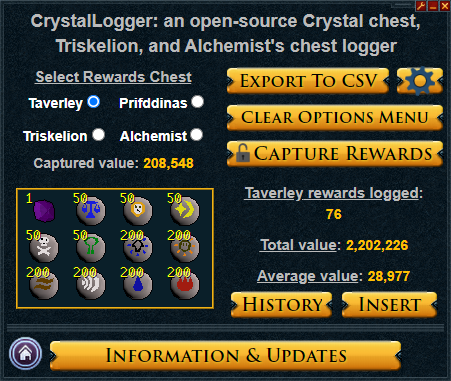 CrystalLogger: an open-source Crystal chest,
Triskelion, and Alchemist's chest logger
Select Rewards Chest
Taverley Prifddinas
Triskelion Alchemist
Captured value: 208,548
EXPORT TO CSV
CLEAR OPTIONS MENU
CAPTURE REWARDS
1 50 50 50
50 50 200 200
200 200 200 200
Taverley rewards logged:
76
Total value: 2,202,226
Average value: 28,977
HISTORY INSERT
INFORMATION & UPDATES